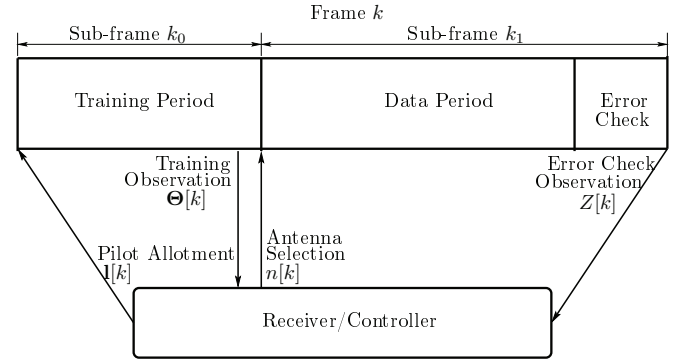 Frame k
Sub-frame k₀
Sub-frame k₁
Training Period
Data Period
Error
Check
Training
Observation
Θ[k]
Error Check
Observation
Z[k]
Pilot Allotment
l[k]
Antenna
Selection
n[k]
Receiver/Controller